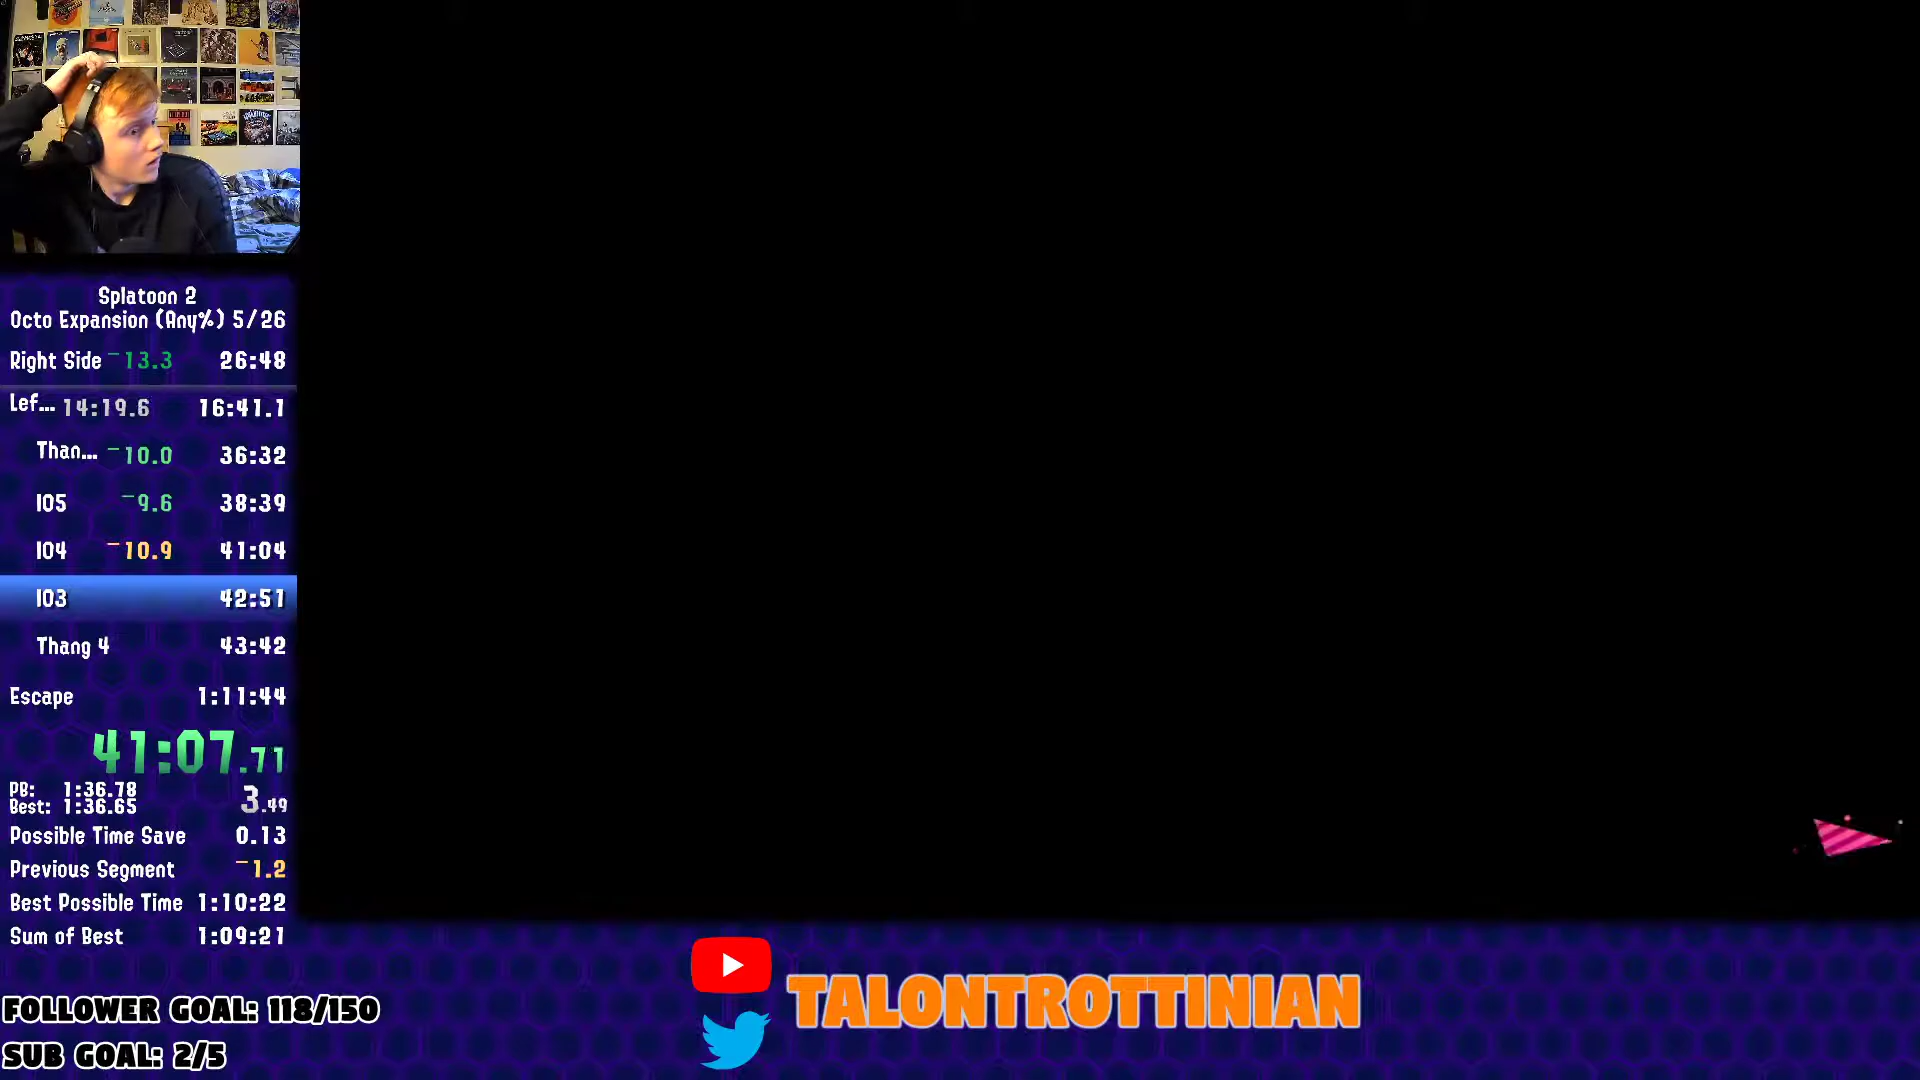 Splatoon 2
Octo Expansion (Any%) 5/26
Right Side −13.3 26:48
Lef... 14:19.6 16:41.1
Than... −10.0 36:32
I05 −9.6 38:39
I04 −10.9 41:04
I03 42:51
Thang 4 43:42
Escape 1:11:44
41:07.71
PB: 1:36.78
Best: 1:36.65 3.49
Possible Time Save 0.13
Previous Segment −1.2
Best Possible Time 1:10:22
Sum of Best 1:09:21
TALONTROTTINIAN
FOLLOWER GOAL: 118/150
SUB GOAL: 2/5